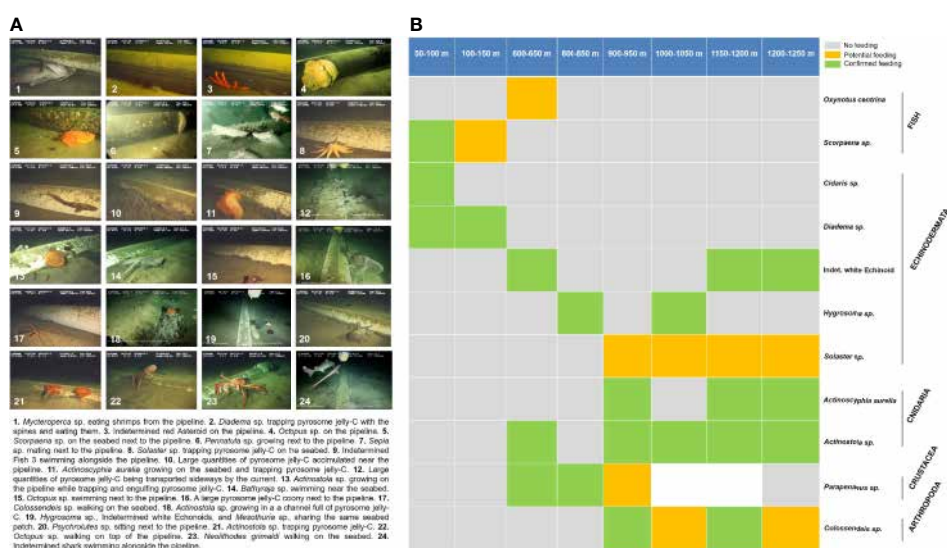 A
B
1
2
3
4
5
6
7
8
9
10
11
12
13
14
15
16
17
18
19
20
21
22
23
24
1. Mycteroperca sp. eating shrimps from the pipeline. 2. Diadema sp. trapping pyrosome jelly-C with the
spines and eating them. 3. Indetermined red Asteroid on the pipeline. 4. Octpus sp. on the pipeline. 5.
Scorpaena sp. on the seabed next to the pipeline. 6. Pennatula sp. growing next to the pipeline. 7. Sepia
sp. mating next to the pipeline. 8. Solaster sp. trapping pyrosome jelly-C on the seabed. 9. Indetermined
Fish 3 swimming alongside the pipeline. 10. Large quantities of pyrosome jelly-C accimulated near the
pipeline. 11. Actinoscyphia aurelia growing on the seabed and trapping pyrosome jelly-C. 12. Large
quantities of pyrosome jelly-C being transported sideways by the current. 13. Actinostola sp. growing on
the pipeline while trapping and engulfing pyrosome jelly-C. 14. Bathyraja sp. swimming near the seabed.
15. Octopus sp. swimming next to the pipeline. 16. A large pyrosome jelly-C coony next to the pipeline. 17.
Colossendeis sp. walking on the seabed. 18. Actinostola sp. growing in a a channel full of pyrosome jelly-
C. 19. Hygrosoma sp., Indetermined white Echonoids, and Mesothuria sp., sharing the same seabed
patch. 20. Psychrolutes sp. sitting next to the pipeline. 21. Actinostola sp. trapping pyrosome jelly-C. 22.
Octopus sp. walking on top of the pipeline. 23. Neolithodes grimaldii walking on the seabed. 24.
Indetermined shark swimming alongside the pipeline.
50-100 m 100-150 m 600-650 m 800-850 m 900-950 m 1000-1050 m 1150-1200 m 1200-1250 m
No feeding
Potential feeding
Confirmed feeding
Oxynotus centrina
Scorpaena sp.
Cidaris sp.
Diadema sp.
Indet. white Echinoid
Hygrosoma sp.
Solaster sp.
Actinoscyphia aurelia
Actinostola sp.
Parapenaeus sp.
Colossendeis sp.
FISH
ECHINODERMATA
CNIDARIA
CRUSTACEA
ARTHROPODA